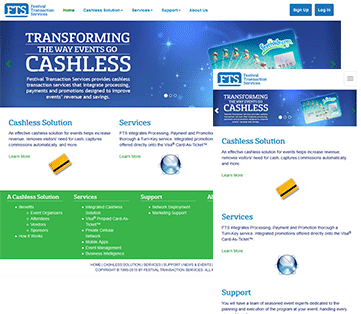 FTS Festival Transaction Services
Home Cashless Solution Services Support About Us Sign Up Log In
TRANSFORMING
THE WAY EVENTS GO
CASHLESS
Festival Transaction Services provides cashless
transaction services that integrate processing,
payments and promotions designed to improve
events' revenue and savings.
Cashless Solution
An effective cashless solution for events helps increase
revenue, removes visitors' need for cash, captures commissions
automatically, and more.
Learn More
Services
FTS Integrates Processing, Payment and Promotion
thorough a Turn-Key service. Integrated promotions
offered directly onto the Visa® Card-As-Ticket™.
Learn More
A Cashless Solution
Benefits
Event Organizers
Attendees
Vendors
Sponsors
How it Works
Services
Integrated Cashless
Solution
Visa® Prepaid Card-As-
Ticket™
Private Cellular
Network
Mobile Apps
Event Management
Business Intelligence
Support
Network Deployment
Marketing Support
HOME | CASHLESS SOLUTION | SERVICES | SUPPORT | NEWS & EVENTS |
COPYRIGHT © 1995-2015 BY FESTIVAL TRANSACTION SERVICES.
FTS Festival Transaction Services
TRANSFORMING
THE WAY EVENTS GO
CASHLESS
Cashless Solution
An effective cashless solution for events helps increase revenue,
removes visitors' need for cash, captures commissions
automatically, and more.
Learn More
Services
FTS Integrates Processing, Payment and Promotion thorough a
Turn-Key service. Integrated promotions offered directly onto the
Visa® Card-As-Ticket™.
Learn More
Support
You will have a team of seasoned event experts dedicated to the
planning and execution of the program at your event, handling every